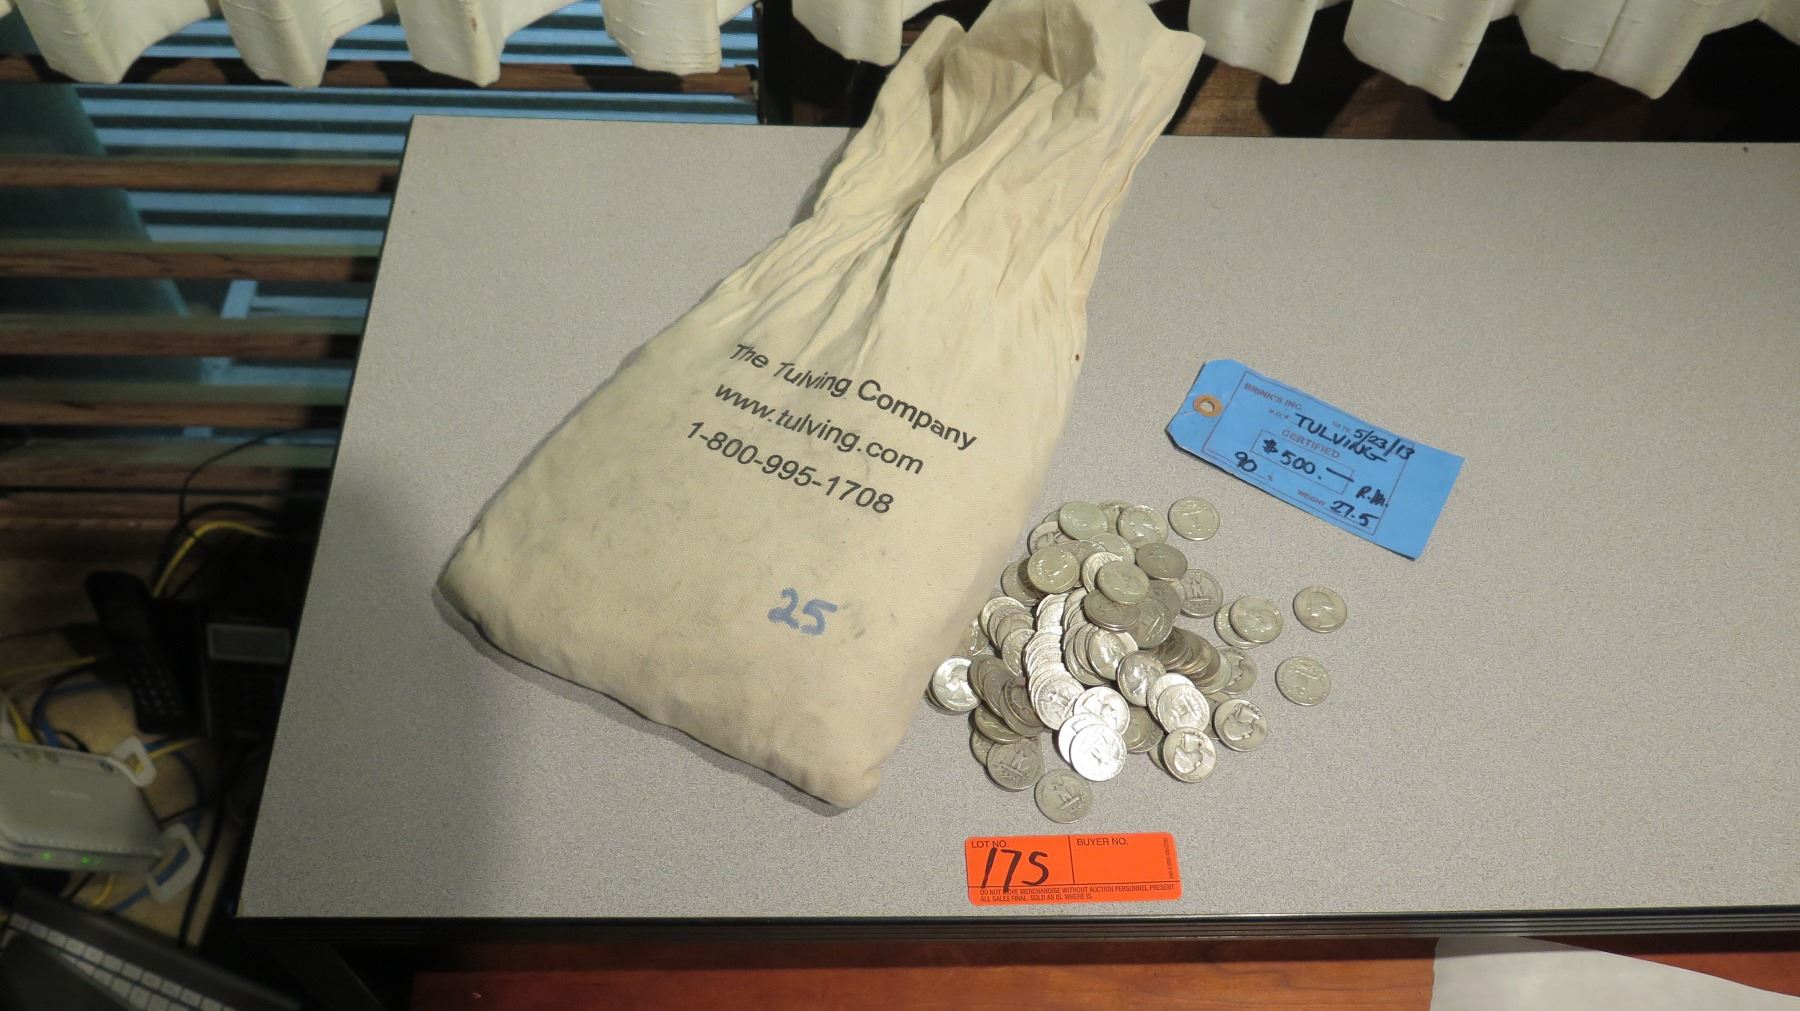 The Tulving Company
www.tulving.com
1-800-995-1708
25
BRINK'S INC.
P.O.# TULVING DATE 5/23/13
CERTIFIED
$500.—
90 % WEIGHT 27.5
R.M.
LOT NO. BUYER NO.
175
DO NOT MOVE MERCHANDISE WITHOUT AUCTION PERSONNEL PRESENT
ALL SALES FINAL. SOLD AS IS. WHERE IS.